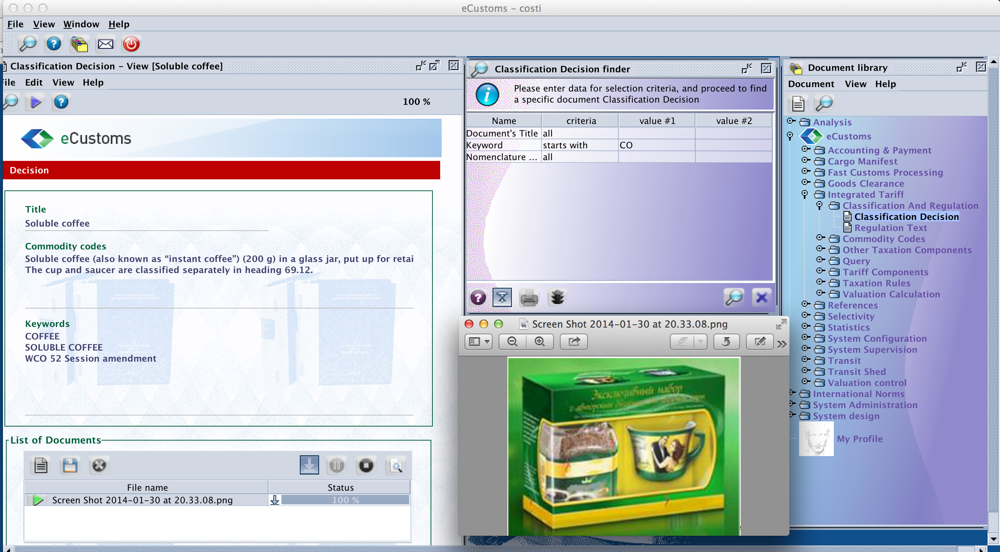 eCustoms – costi
File View Window Help
Classification Decision – View [Soluble coffee]
File Edit View Help
100 %
eCustoms
Decision
Title
Soluble coffee
Commodity codes
Soluble coffee (also known as “instant coffee”) (200 g) in a glass jar, put up for retai
The cup and saucer are classified separately in heading 69.12.
Keywords
COFFEE
SOLUBLE COFFEE
WCO 52 Session amendment
List of Documents
File name Status
Screen Shot 2014-01-30 at 20.33.08.png 100 %
Classification Decision finder
Please enter data for selection criteria, and proceed to find
a specific document Classification Decision
Name criteria value #1 value #2
Document's Title all
Keyword starts with CO
Nomenclature ... all
Screen Shot 2014-01-30 at 20.33.08.png
Эксклюзивный набор
Document library
Document View Help
Analysis
eCustoms
Accounting & Payment
Cargo Manifest
Fast Customs Processing
Goods Clearance
Integrated Tariff
Classification And Regulation
Classification Decision
Regulation Text
Commodity Codes
Other Taxation Components
Query
Tariff Components
Taxation Rules
Valuation Calculation
References
Selectivity
Statistics
System Configuration
System Supervision
Transit
Transit Shed
Valuation control
International Norms
System Administration
System design
My Profile